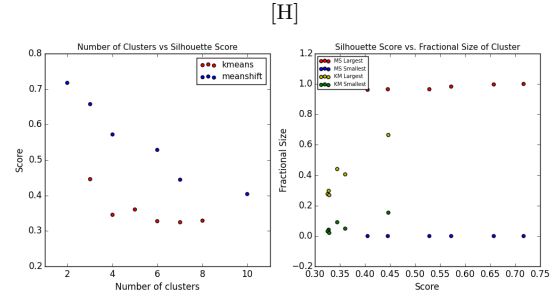 [H]
Number of Clusters vs Silhouette Score
0.8
0.7
0.6
0.5
0.4
0.3
0.2
Score
2
4
6
8
10
Number of clusters
kmeans
meanshift
Silhouette Score vs. Fractional Size of Cluster
1.2
1.0
0.8
0.6
0.4
0.2
0.0
−0.2
Fractional Size
0.30 0.35 0.40 0.45 0.50 0.55 0.60 0.65 0.70 0.75
Score
MS Largest
MS Smallest
KM Largest
KM Smallest